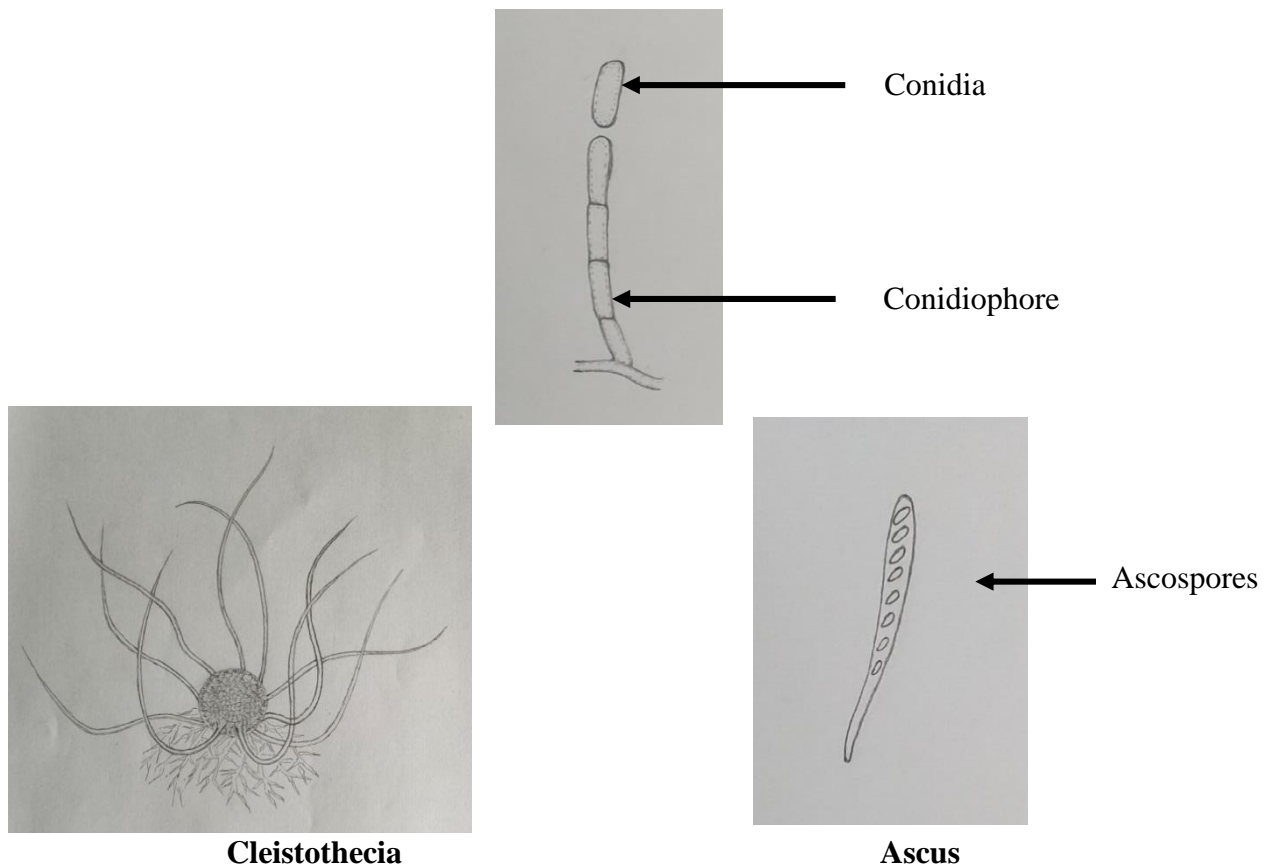 Conidia
Conidiophore
Ascospores
Cleistothecia
Ascus